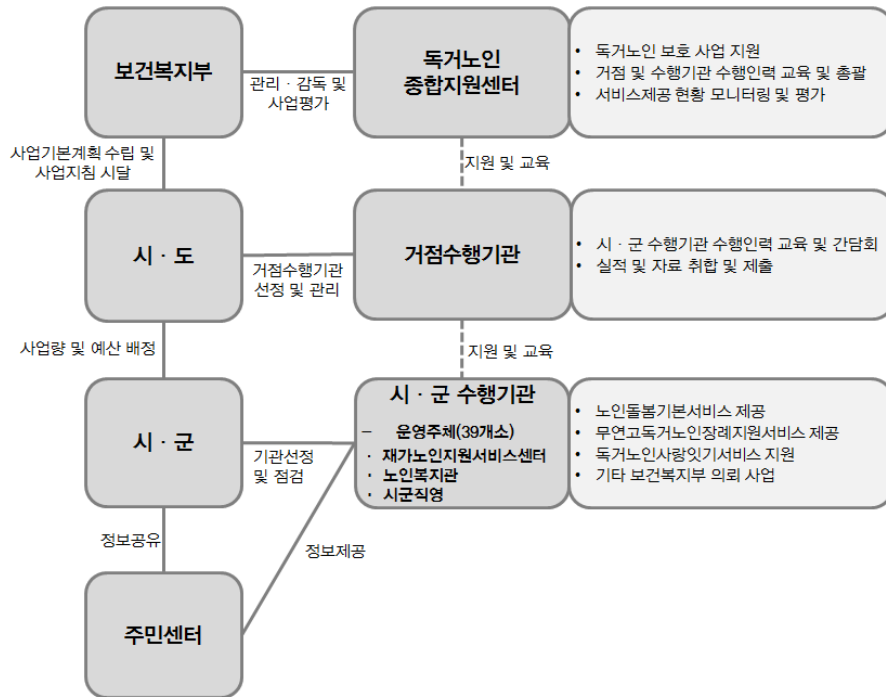 보건복지부
관리 · 감독 및
사업평가
독거노인
종합지원센터
• 독거노인 보호 사업 지원
• 거점 및 수행기관 수행인력 교육 및 총괄
• 서비스제공 현황 모니터링 및 평가
사업기본계획 수립 및
사업지침 시달
지원 및 교육
시 · 도
거점수행기관
선정 및 관리
거점수행기관
• 시 · 군 수행기관 수행인력 교육 및 간담회
• 실적 및 자료 취합 및 제출
사업량 및 예산 배정
지원 및 교육
시 · 군
기관선정
및 점검
시 · 군 수행기관
– 운영주체(39개소)
· 재가노인지원서비스센터
· 노인복지관
· 시군직영
• 노인돌봄기본서비스 제공
• 무연고독거노인장례지원서비스 제공
• 독거노인사랑잇기서비스 지원
• 기타 보건복지부 의뢰 사업
정보공유
정보제공
주민센터